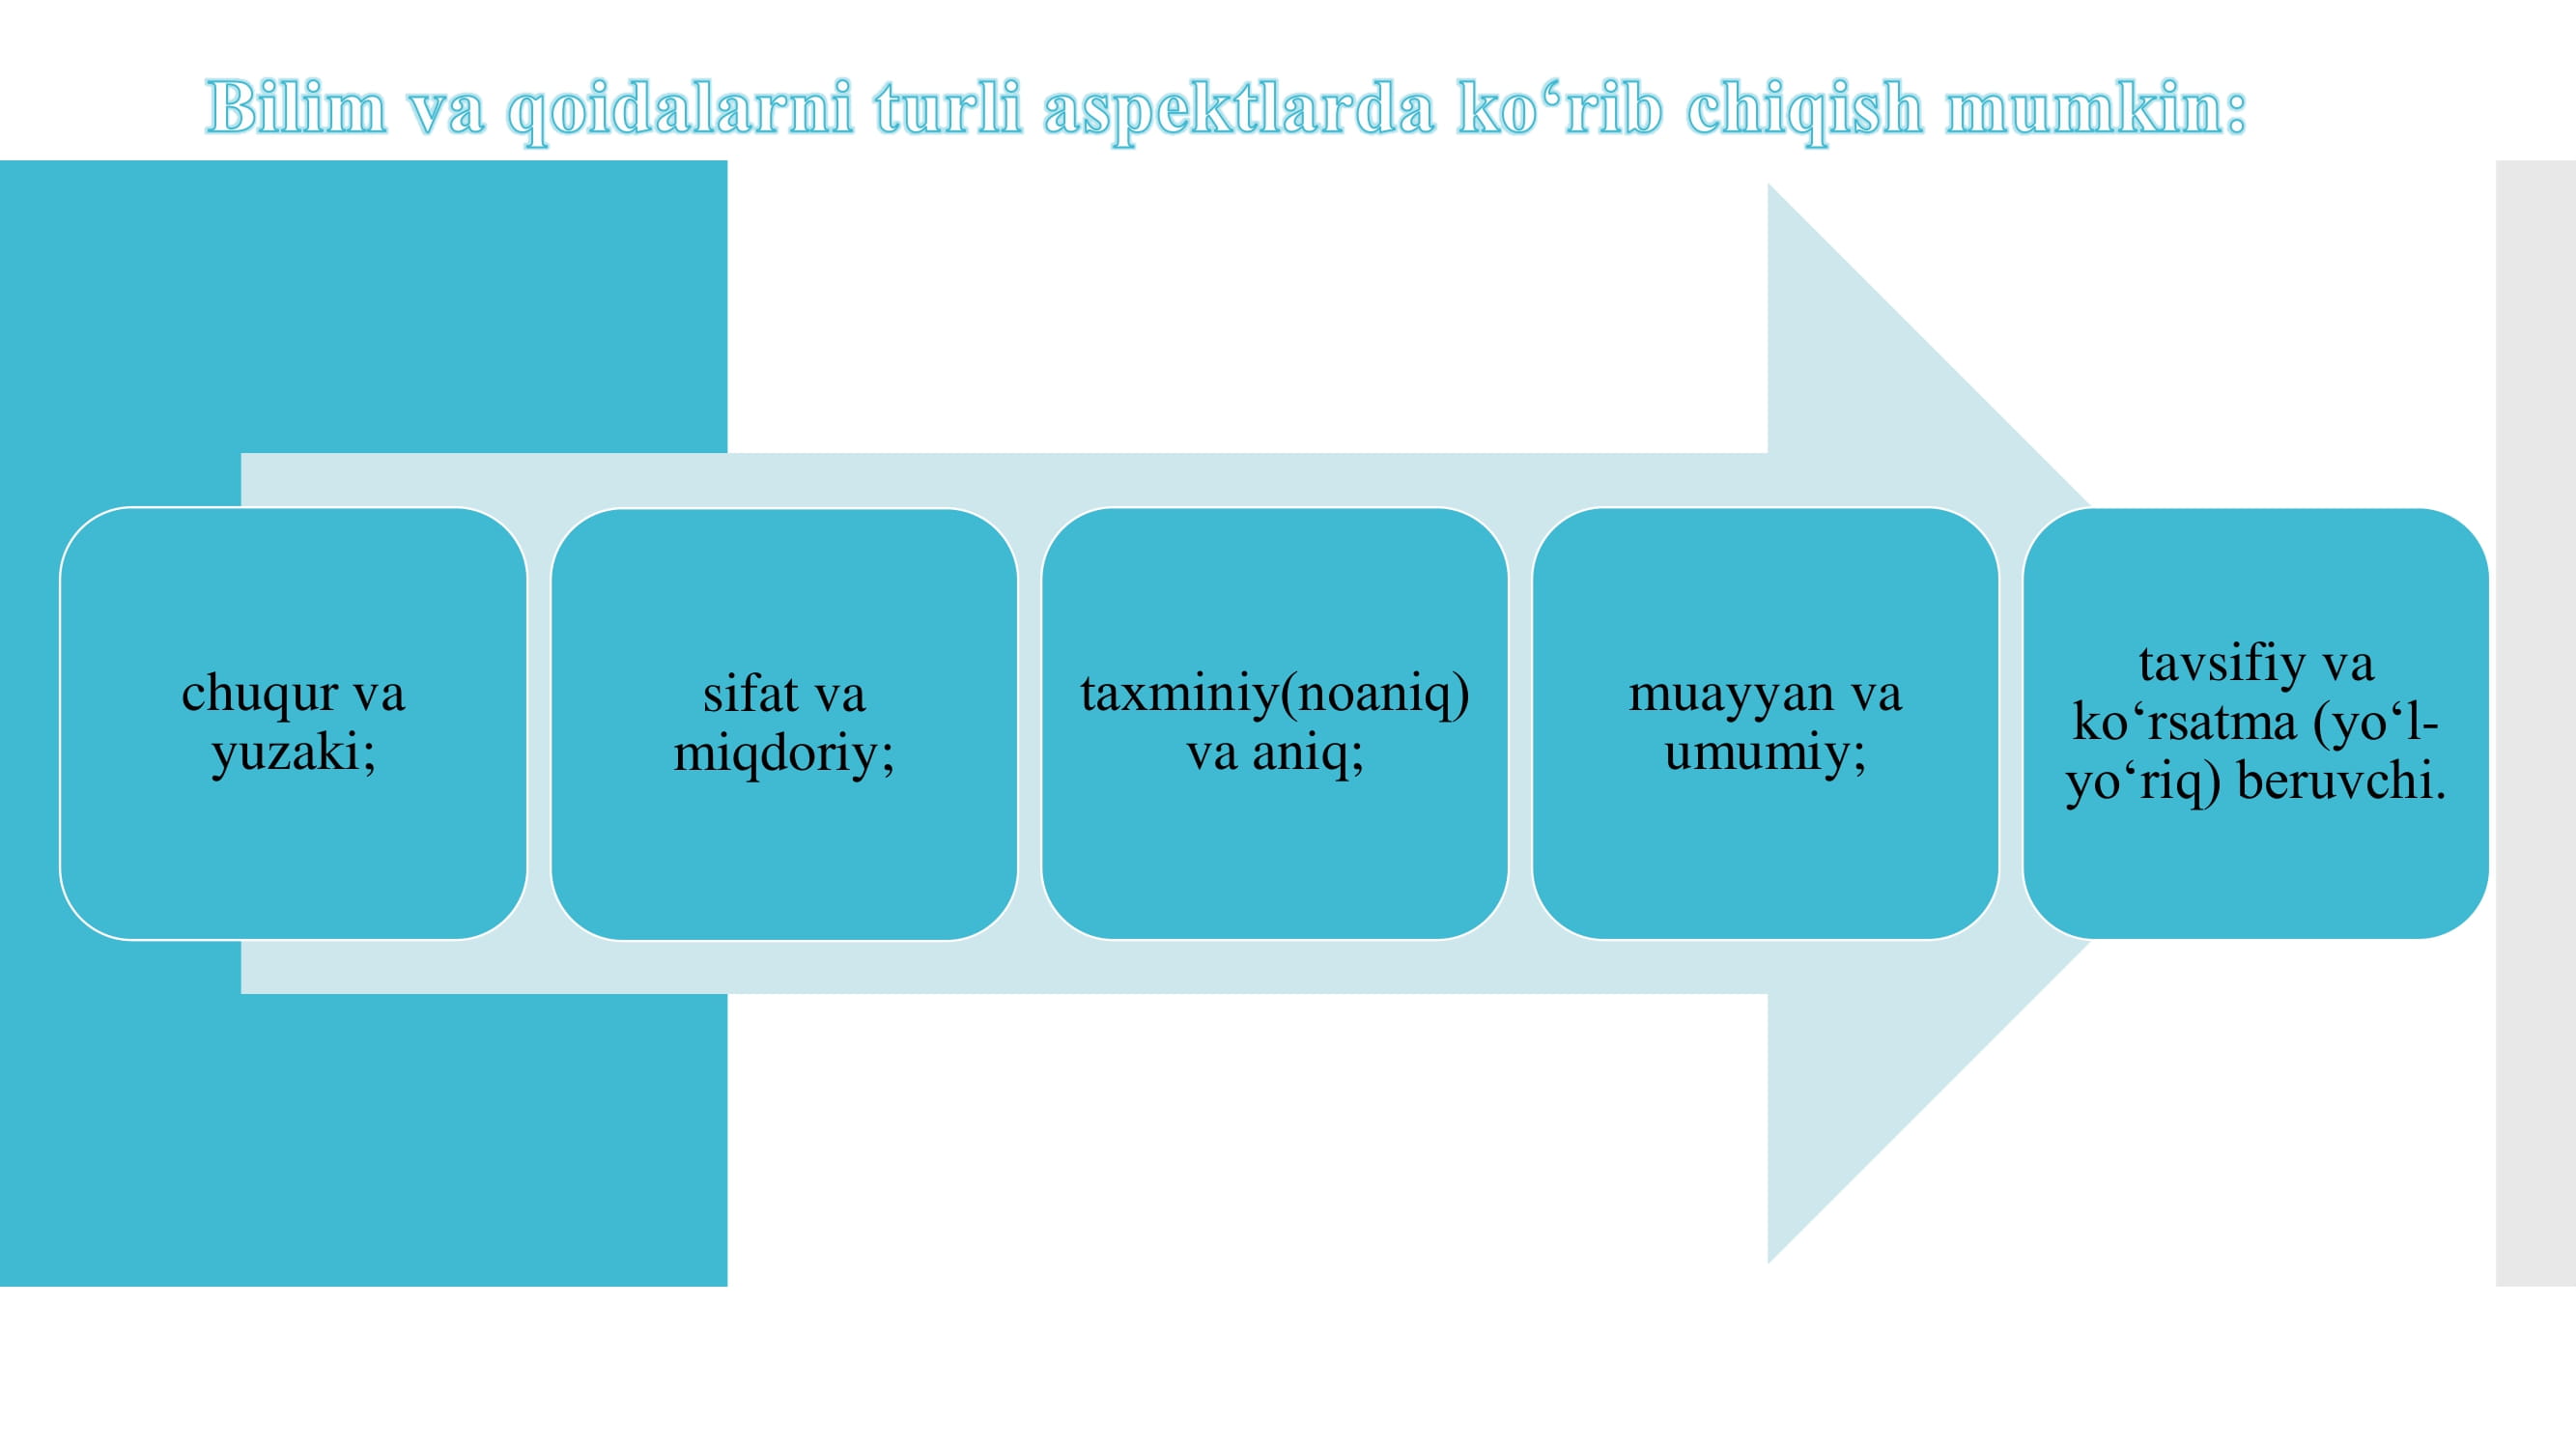 Bilim va qoidalarni turli aspektlarda ko‘rib chiqish mumkin:
chuqur va
yuzaki;
sifat va
miqdoriy;
taxminiy(noaniq)
va aniq;
muayyan va
umumiy;
tavsifiy va
ko‘rsatma (yo‘l-
yo‘riq) beruvchi.